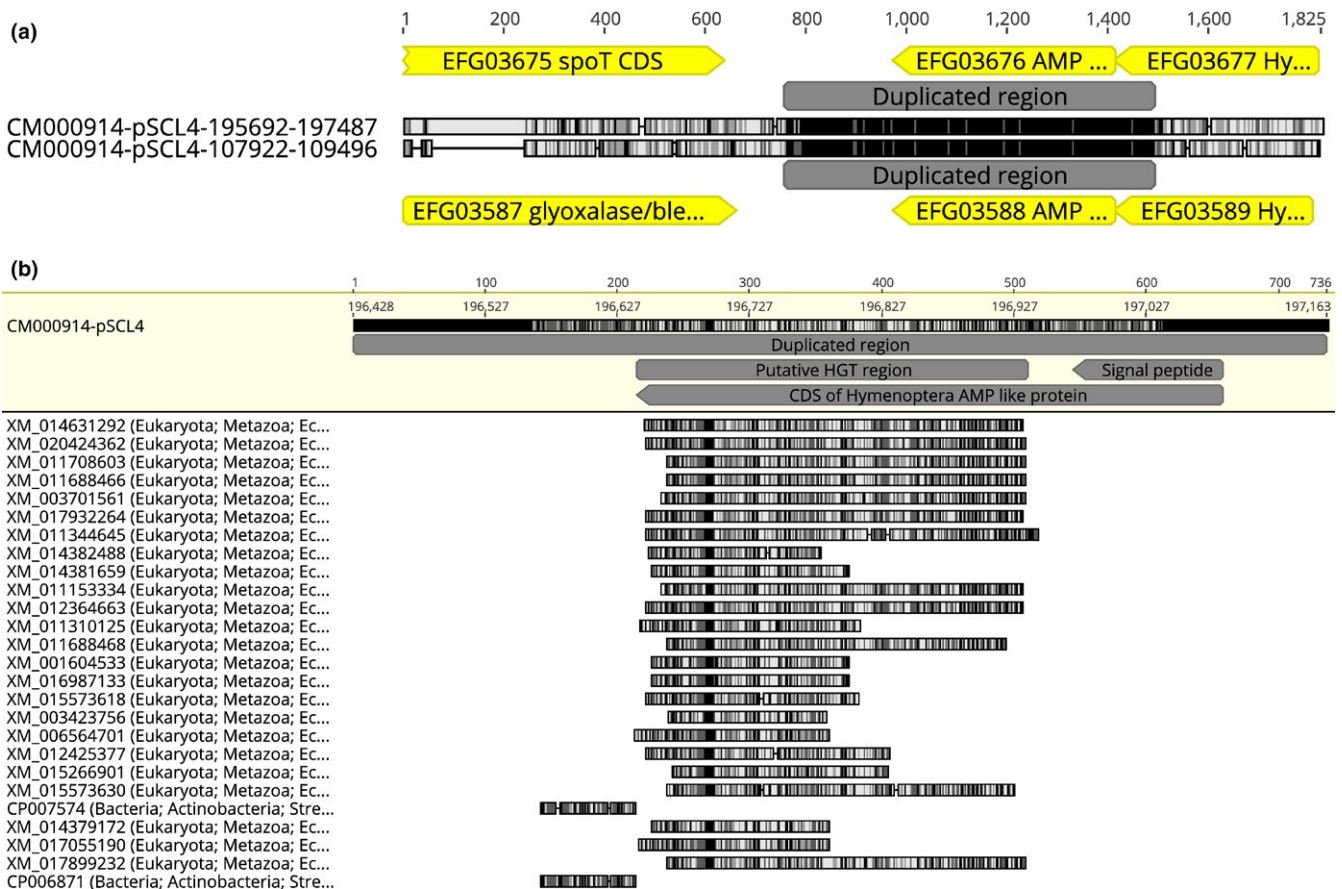 (a)
1 200 400 600 800 1,000 1,200 1,400 1,600 1,825
EFG03675 spoT CDS EFG03676 AMP ... EFG03677 Hy...
Duplicated region
CM000914-pSCL4-195692-197487
CM000914-pSCL4-107922-109496
Duplicated region
EFG03587 glyoxalase/ble... EFG03588 AMP ... EFG03589 Hy...
(b)
1 100 200 300 400 500 600 700 736
196,428 196,527 196,627 196,727 196,827 196,927 197,027 197,163
CM000914-pSCL4
Duplicated region
Putative HGT region Signal peptide
CDS of Hymenoptera AMP like protein
XM_014631292 (Eukaryota; Metazoa; Ec...
XM_020424362 (Eukaryota; Metazoa; Ec...
XM_011708603 (Eukaryota; Metazoa; Ec...
XM_011688466 (Eukaryota; Metazoa; Ec...
XM_003701561 (Eukaryota; Metazoa; Ec...
XM_017932264 (Eukaryota; Metazoa; Ec...
XM_011344645 (Eukaryota; Metazoa; Ec...
XM_014382488 (Eukaryota; Metazoa; Ec...
XM_014381659 (Eukaryota; Metazoa; Ec...
XM_011153334 (Eukaryota; Metazoa; Ec...
XM_012364663 (Eukaryota; Metazoa; Ec...
XM_011310125 (Eukaryota; Metazoa; Ec...
XM_011688468 (Eukaryota; Metazoa; Ec...
XM_001604533 (Eukaryota; Metazoa; Ec...
XM_016987133 (Eukaryota; Metazoa; Ec...
XM_015573618 (Eukaryota; Metazoa; Ec...
XM_003423756 (Eukaryota; Metazoa; Ec...
XM_006564701 (Eukaryota; Metazoa; Ec...
XM_012425377 (Eukaryota; Metazoa; Ec...
XM_015266901 (Eukaryota; Metazoa; Ec...
XM_015573630 (Eukaryota; Metazoa; Ec...
CP007574 (Bacteria; Actinobacteria; Stre...
XM_014379172 (Eukaryota; Metazoa; Ec...
XM_017055190 (Eukaryota; Metazoa; Ec...
XM_017899232 (Eukaryota; Metazoa; Ec...
CP006871 (Bacteria; Actinobacteria; Stre...